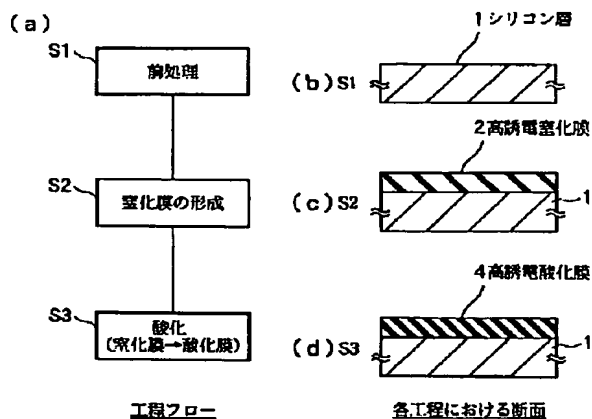 (a)
S1
前処理
S2
窒化膜の形成
S3
酸化
(窒化膜→酸化膜)
工程フロー
1シリコン層
(b)S1
2高誘電窒化膜
(c)S2
1
4高誘電酸化膜
(d)S3
1
各工程における断面